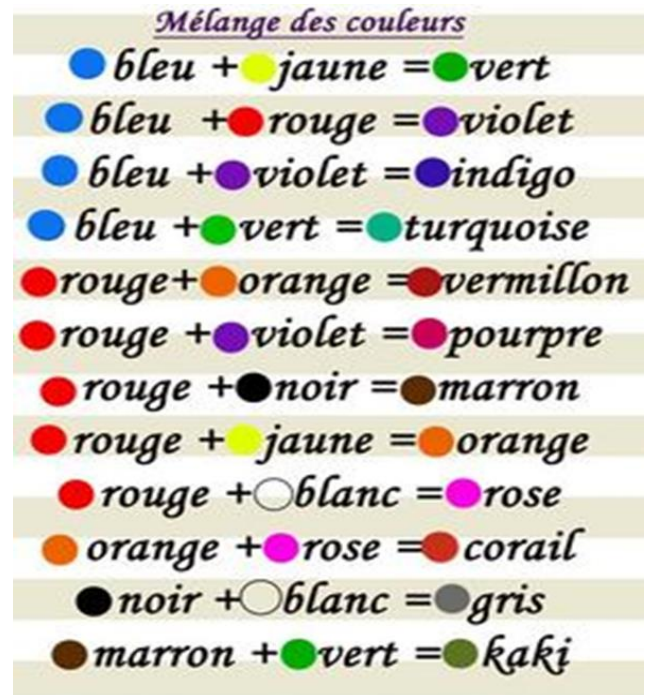 Mélange des couleurs
bleu + jaune = vert
bleu + rouge = violet
bleu + violet = indigo
bleu + vert = turquoise
rouge + orange = vermillon
rouge + violet = pourpre
rouge + noir = marron
rouge + jaune = orange
rouge + blanc = rose
orange + rose = corail
noir + blanc = gris
marron + vert = kaki